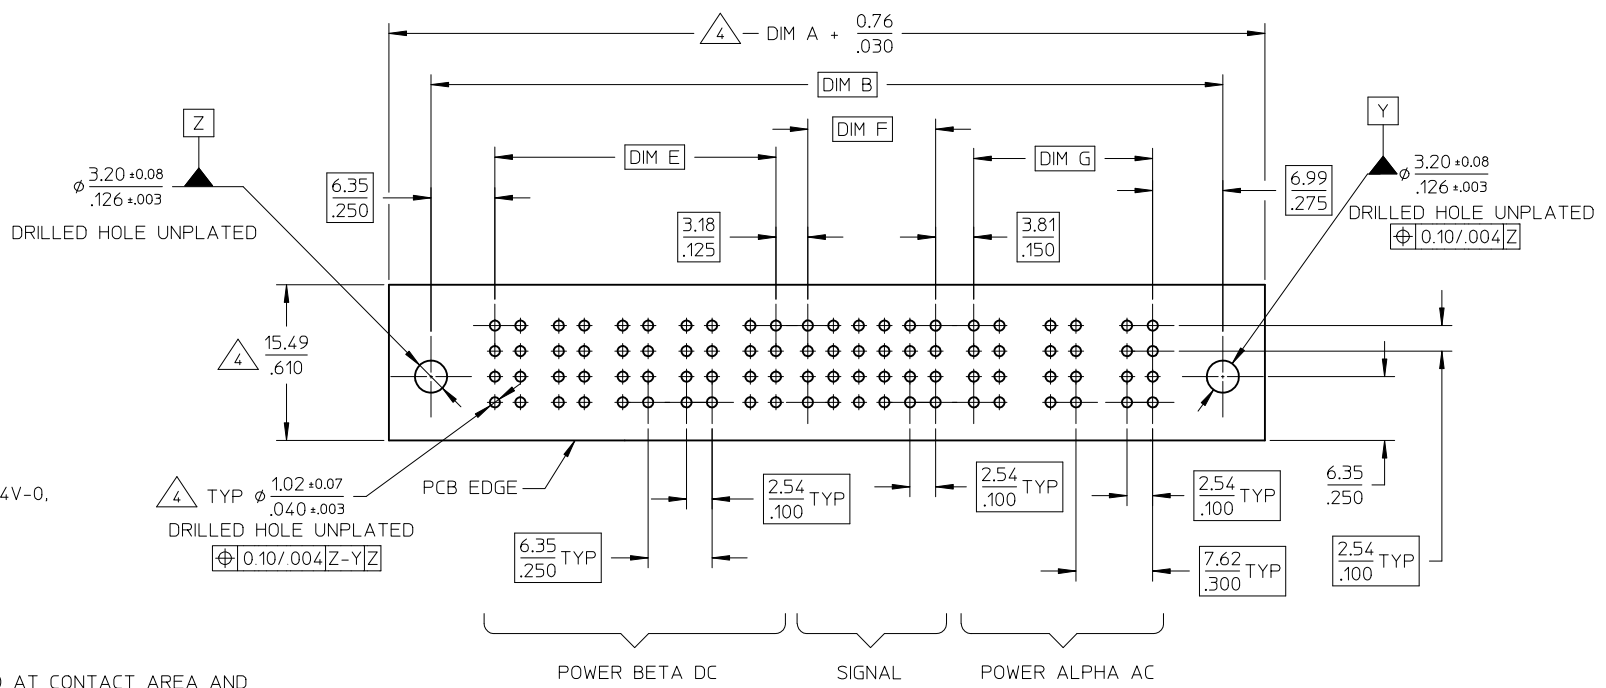 4 DIM A + 0.76
.030
DIM B
Z
Y
DIM F
DIM E
DIM G
⌀ 3.20 ±0.08
.126 ±.003
DRILLED HOLE UNPLATED
6.35
.250
6.99
.275
⌀ 3.20 ±0.08
.126 ±.003
DRILLED HOLE UNPLATED
⌖ 0.10/.004 Z
3.18
.125
3.81
.150
4 15.49
.610
4V-0,
4 TYP ⌀ 1.02 ±0.07
.040 ±.003
DRILLED HOLE UNPLATED
⌖ 0.10/.004 Z-Y Z
PCB EDGE
2.54 TYP
.100
2.54 TYP
.100
2.54 TYP
.100
6.35
.250
6.35 TYP
.250
7.62 TYP
.300
2.54 TYP
.100
POWER BETA DC
SIGNAL
POWER ALPHA AC
AT CONTACT AREA AND